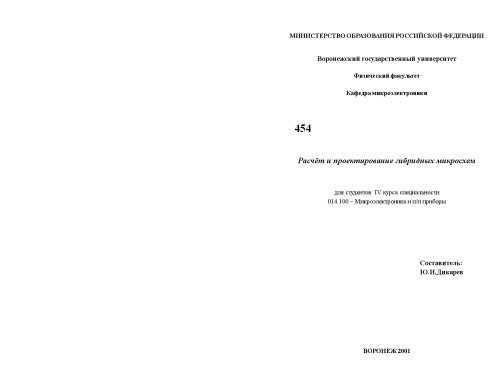 МИНИСТЕРСТВО ОБРАЗОВАНИЯ РОССИЙСКОЙ ФЕДЕРАЦИИ
Воронежский государственный университет
Физический факультет
Кафедра микроэлектроники
454
Расчёт и проектирование гибридных микросхем
для студентов IV курса специальности
014.100 – Микроэлектроника и п/п приборы
Составитель:
Ю.И.Дикарев
ВОРОНЕЖ 2001